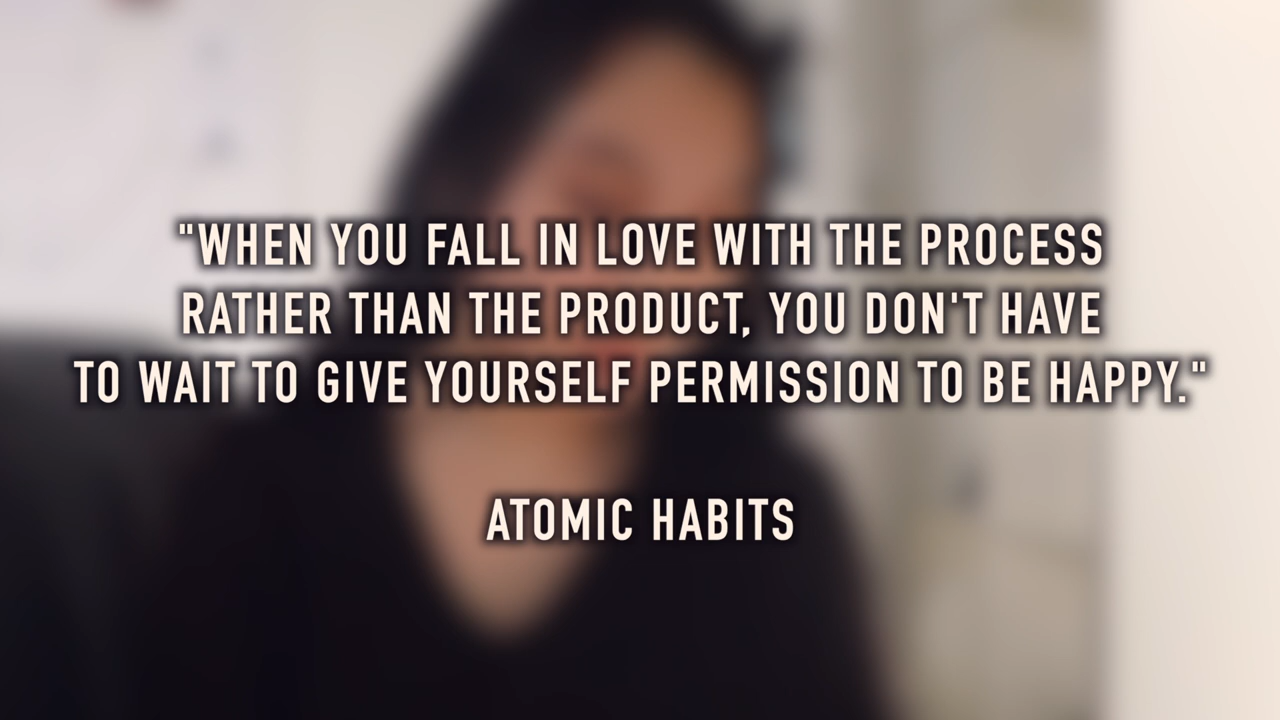 "WHEN YOU FALL IN LOVE WITH THE PROCESS
RATHER THAN THE PRODUCT, YOU DON'T HAVE
TO WAIT TO GIVE YOURSELF PERMISSION TO BE HAPPY."
ATOMIC HABITS